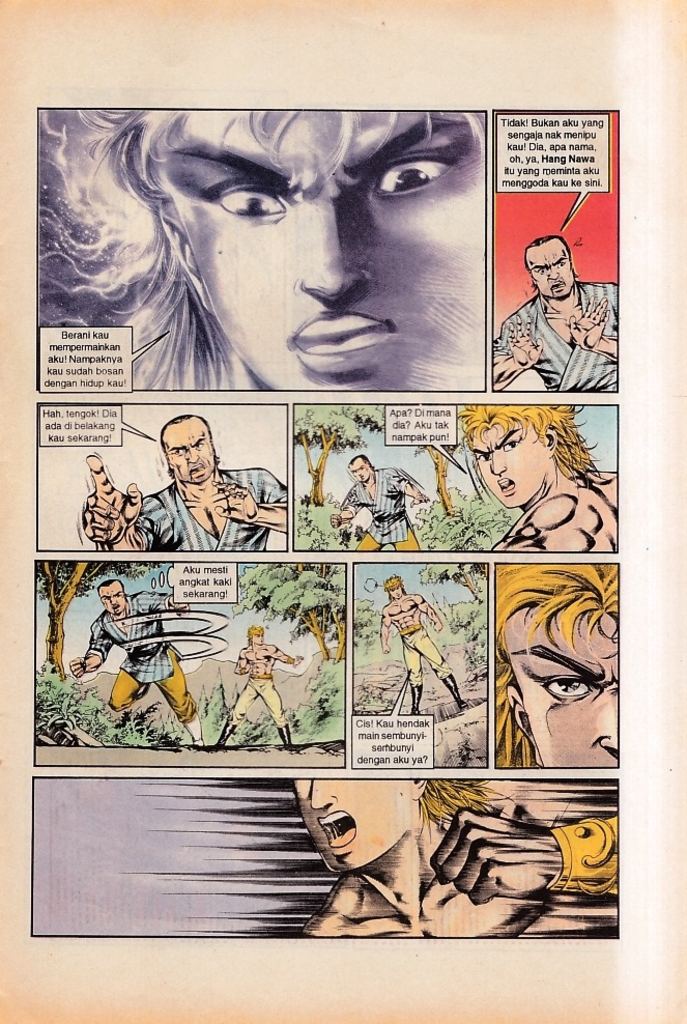 Berani kau
mempermainkan
aku! Nampaknya
kau sudah bosan
dengan hidup kau!
Tidak! Bukan aku yang
sengaja nak menipu
kau! Dia, apa nama,
oh, ya, Hang Nawa
itu yang meminta aku
menggoda kau ke sini.
Hah, tengok! Dia
ada di belakang
kau sekarang!
Apa? Di mana
dia? Aku tak
nampak pun!
Aku mesti
angkat kaki
sekarang!
Cis! Kau hendak
main sembunyi-
sembunyi
dengan aku ya?